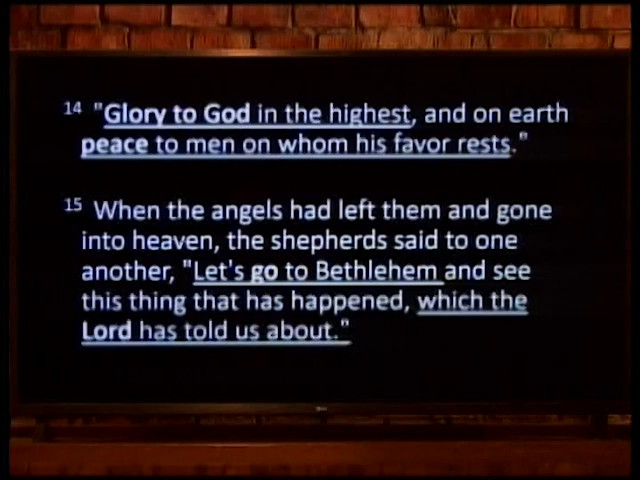 14 "Glory to God in the highest, and on earth
peace to men on whom his favor rests."
15 When the angels had left them and gone
into heaven, the shepherds said to one
another, "Let's go to Bethlehem and see
this thing that has happened, which the
Lord has told us about."